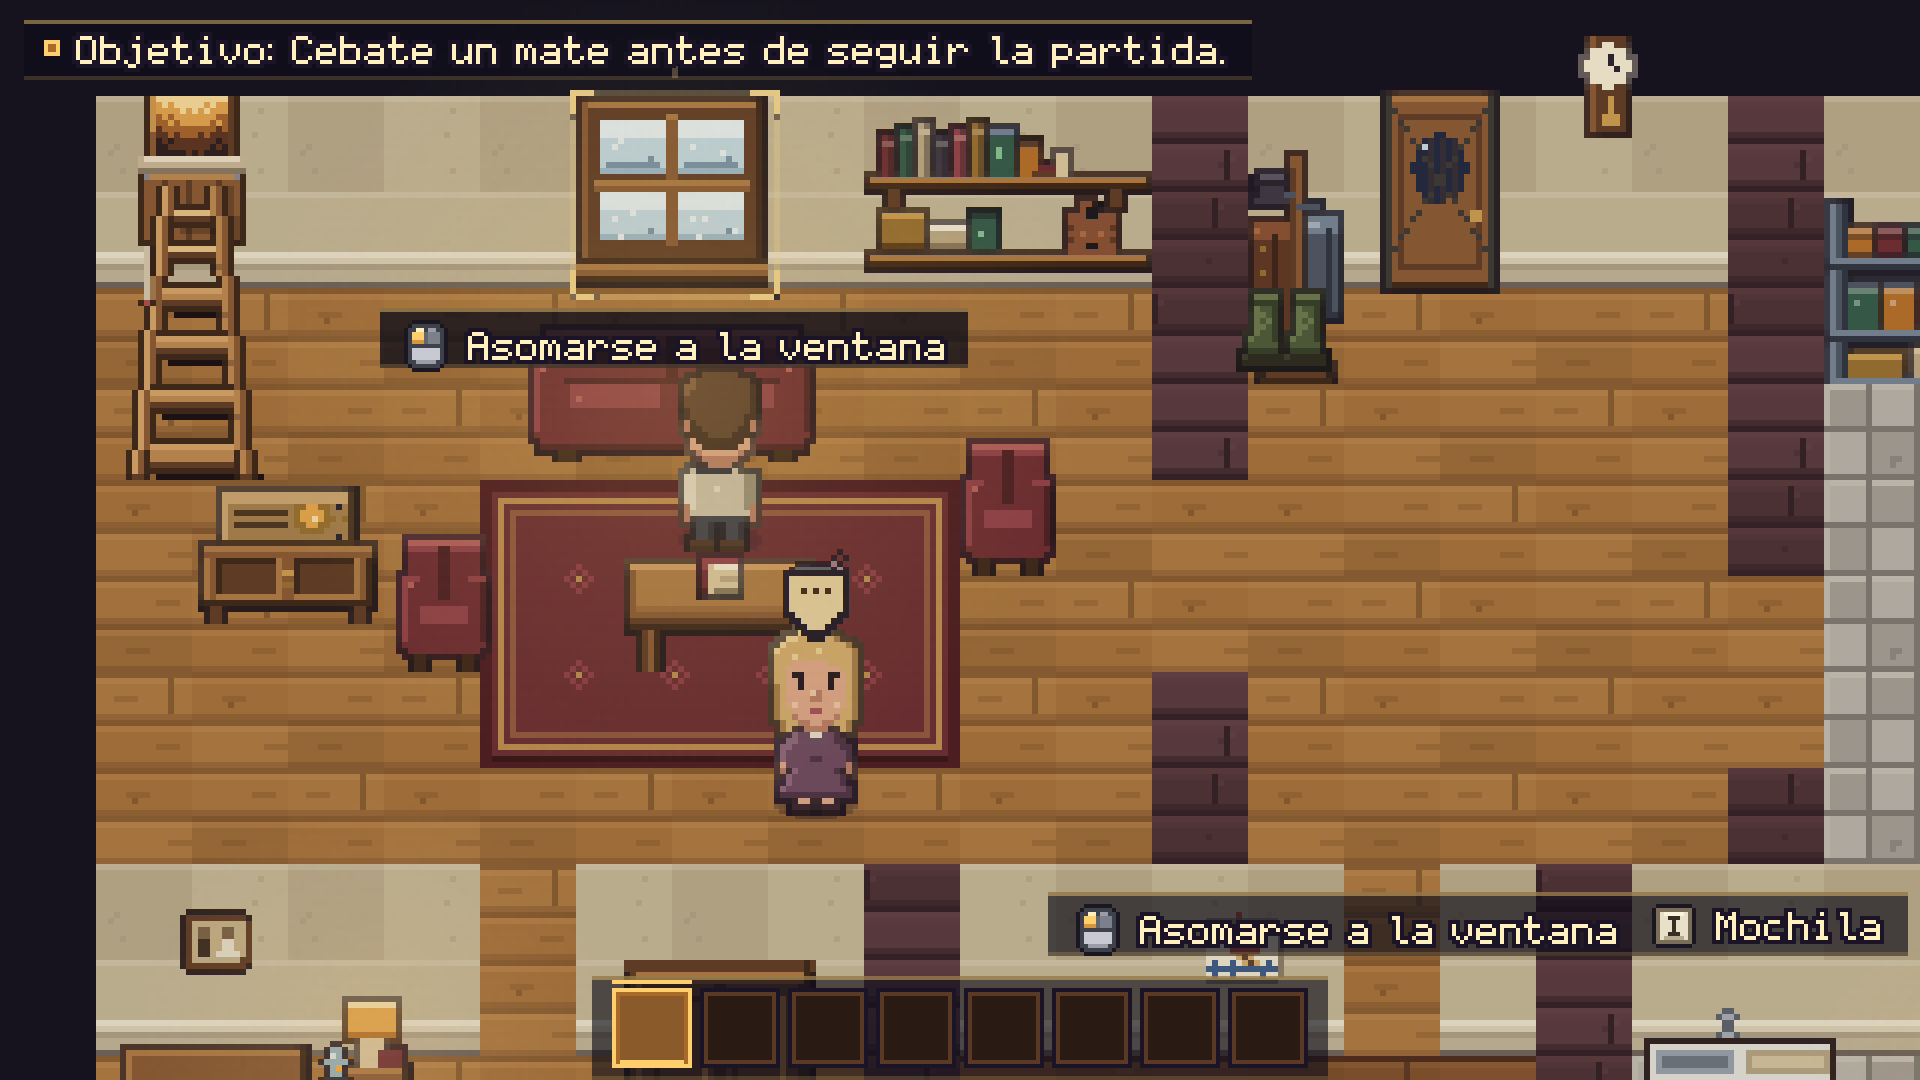 Objetivo: Cebate un mate antes de seguir la partida.
Asomarse a la ventana
Asomarse a la ventana I Mochila